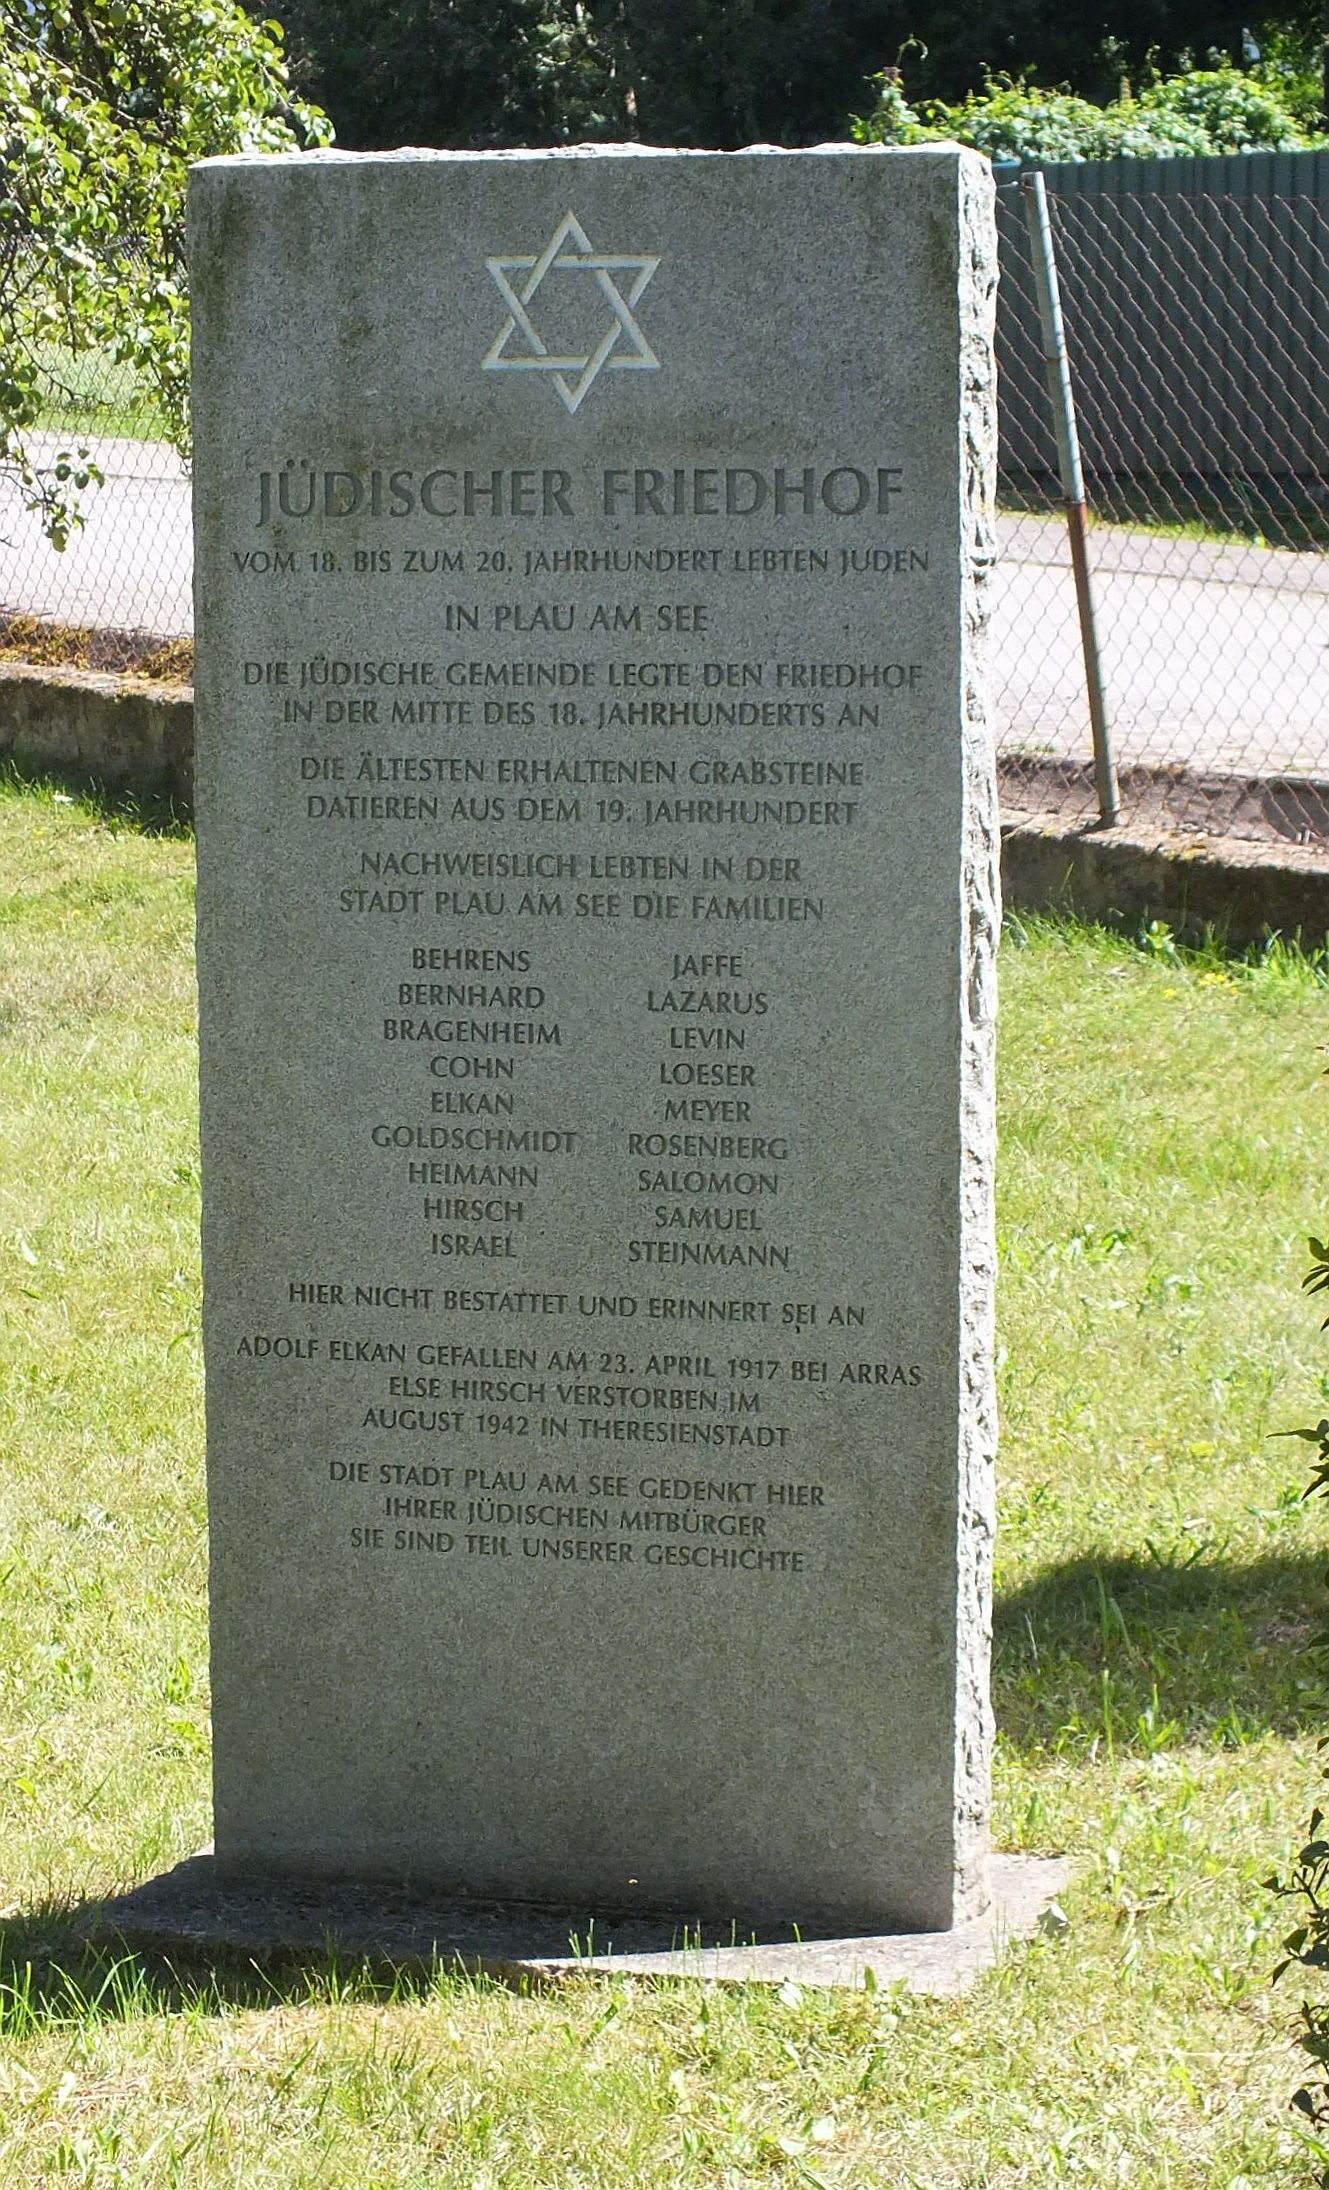 JÜDISCHER FRIEDHOF
VOM 18. BIS ZUM 20. JAHRHUNDERT LEBTEN JUDEN
IN PLAU AM SEE
DIE JÜDISCHE GEMEINDE LEGTE DEN FRIEDHOF
IN DER MITTE DES 18. JAHRHUNDERTS AN
DIE ÄLTESTEN ERHALTENEN GRABSTEINE
DATIEREN AUS DEM 19. JAHRHUNDERT
NACHWEISLICH LEBTEN IN DER
STADT PLAU AM SEE DIE FAMILIEN
BEHRENS
BERNHARD
BRAGENHEIM
COHN
ELKAN
GOLDSCHMIDT
HEIMANN
HIRSCH
ISRAEL
JAFFE
LAZARUS
LEVIN
LOESER
MEYER
ROSENBERG
SALOMON
SAMUEL
STEINMANN
HIER NICHT BESTATTET UND ERINNERT SEI AN
ADOLF ELKAN GEFALLEN AM 23. APRIL 1917 BEI ARRAS
ELSE HIRSCH VERSTORBEN IM
AUGUST 1942 IN THERESIENSTADT
DIE STADT PLAU AM SEE GEDENKT HIER
IHRER JÜDISCHEN MITBÜRGER
SIE SIND TEIL UNSERER GESCHICHTE